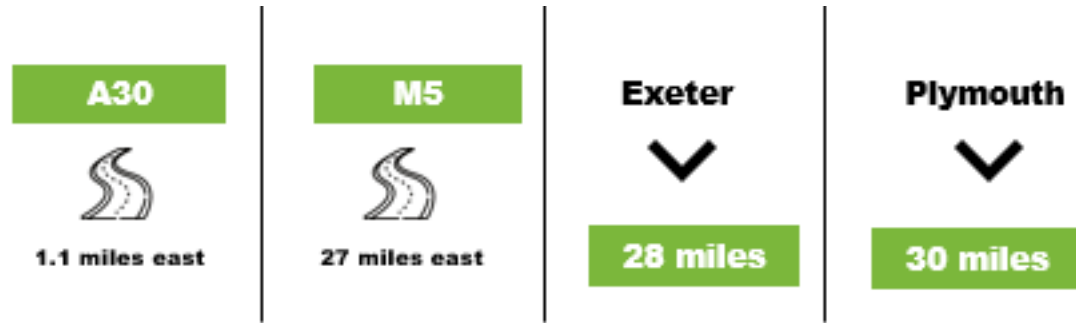 A30
1.1 miles east
M5
27 miles east
Exeter
28 miles
Plymouth
30 miles